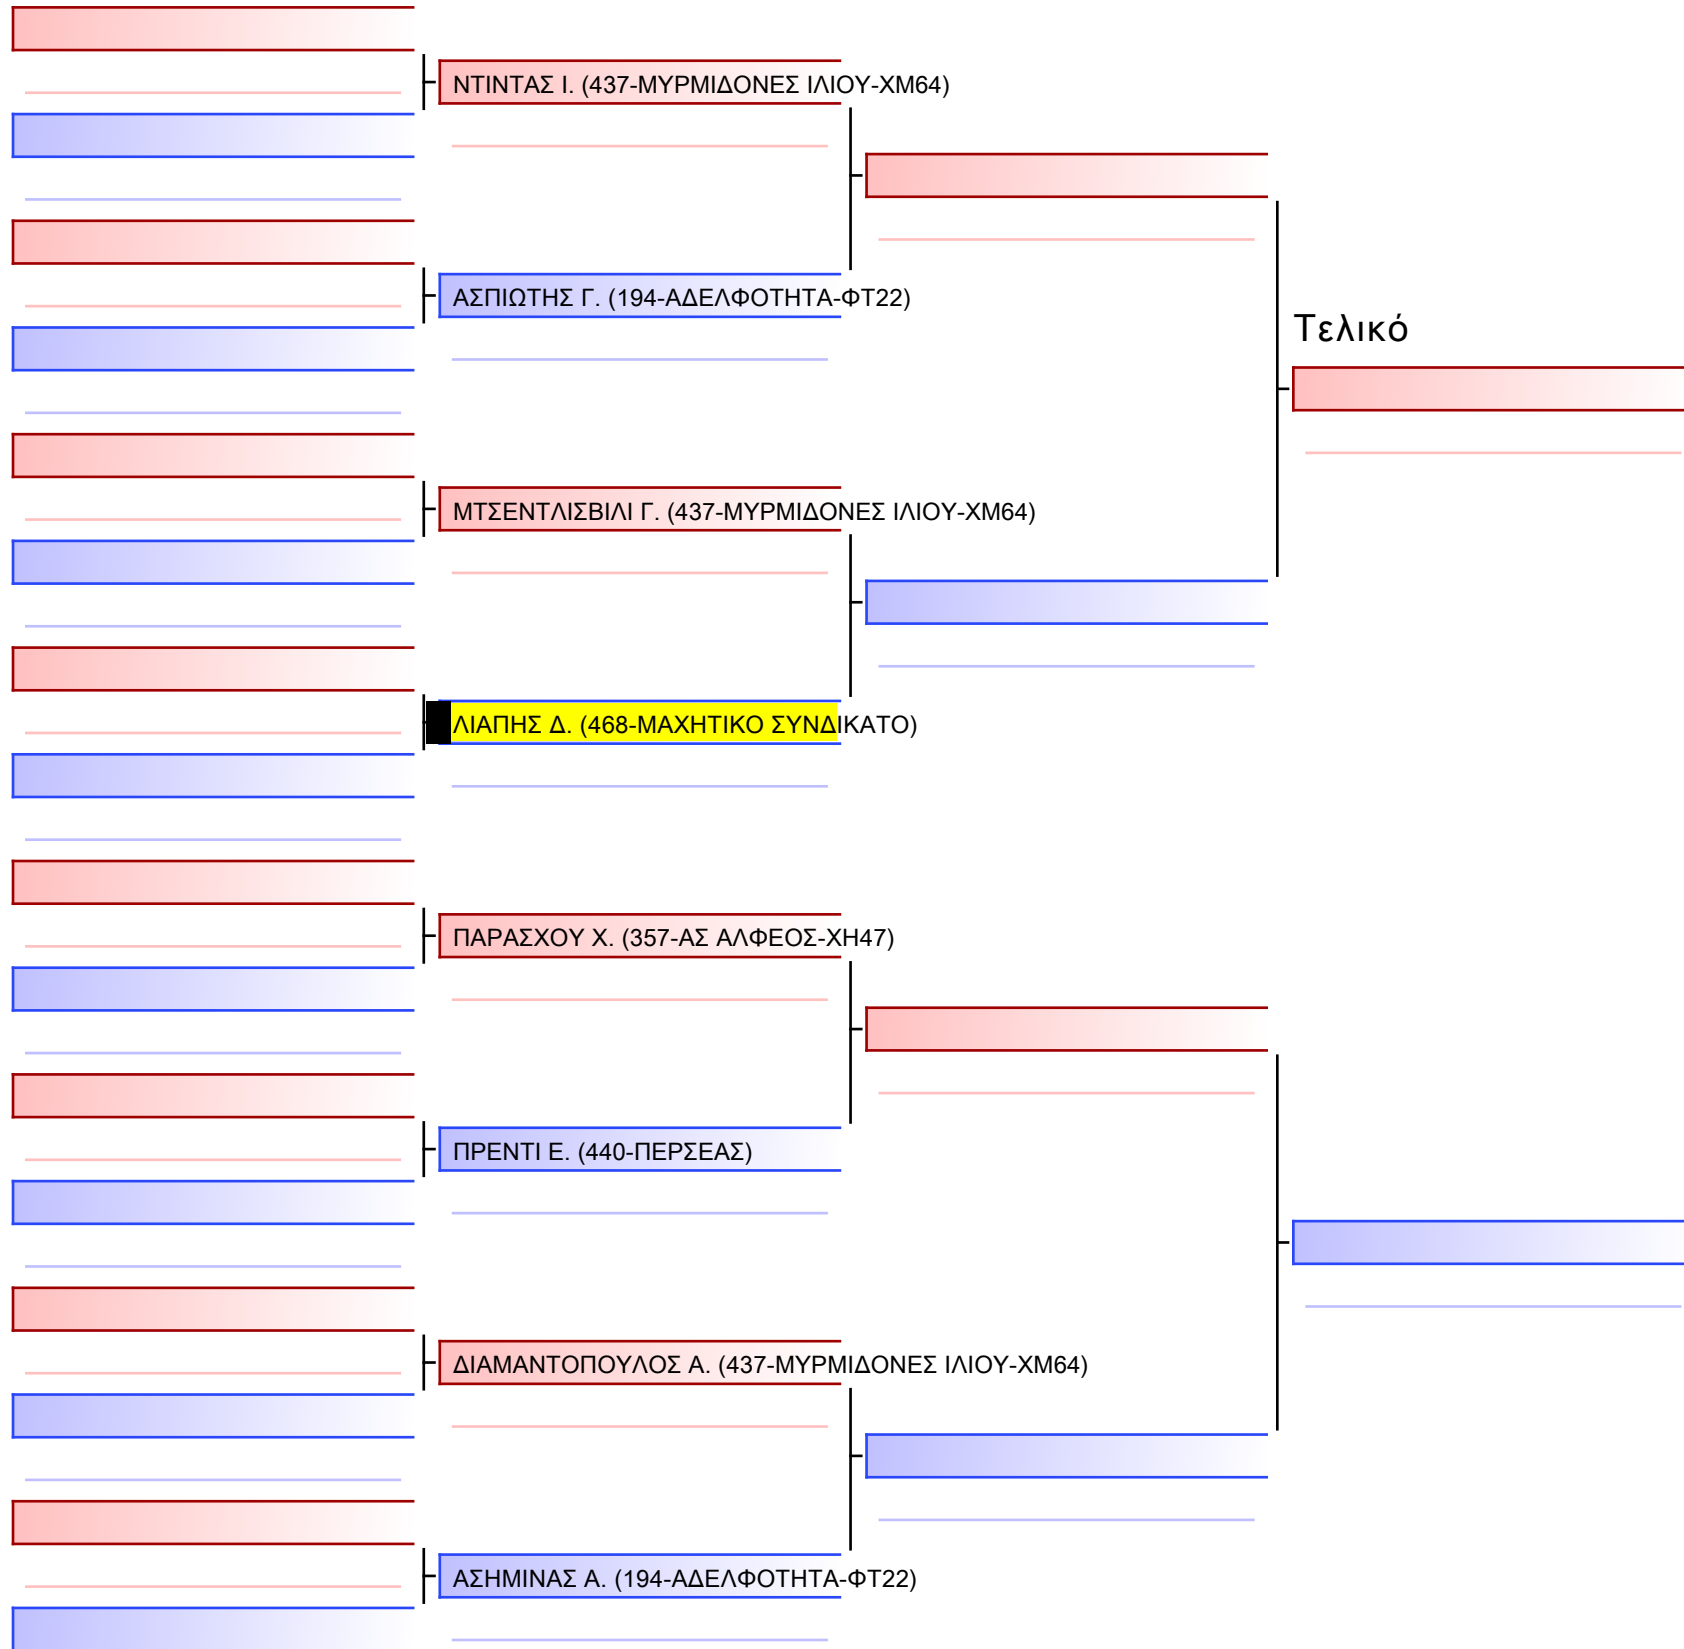 ΝΤΙΝΤΑΣ Ι. (437-ΜΥΡΜΙΔΟΝΕΣ ΙΛΙΟΥ-ΧΜ64)
ΑΣΠΙΩΤΗΣ Γ. (194-ΑΔΕΛΦΟΤΗΤΑ-ΦΤ22)
Τελικό
ΜΤΣΕΝΤΛΙΣΒΙΛΙ Γ. (437-ΜΥΡΜΙΔΟΝΕΣ ΙΛΙΟΥ-ΧΜ64)
ΛΙΑΠΗΣ Δ. (468-ΜΑΧΗΤΙΚΟ ΣΥΝΔΙΚΑΤΟ)
ΠΑΡΑΣΧΟΥ Χ. (357-ΑΣ ΑΛΦΕΟΣ-ΧΗ47)
ΠΡΕΝΤΙ Ε. (440-ΠΕΡΣΕΑΣ)
ΔΙΑΜΑΝΤΟΠΟΥΛΟΣ Α. (437-ΜΥΡΜΙΔΟΝΕΣ ΙΛΙΟΥ-ΧΜ64)
ΑΣΗΜΙΝΑΣ Α. (194-ΑΔΕΛΦΟΤΗΤΑ-ΦΤ22)